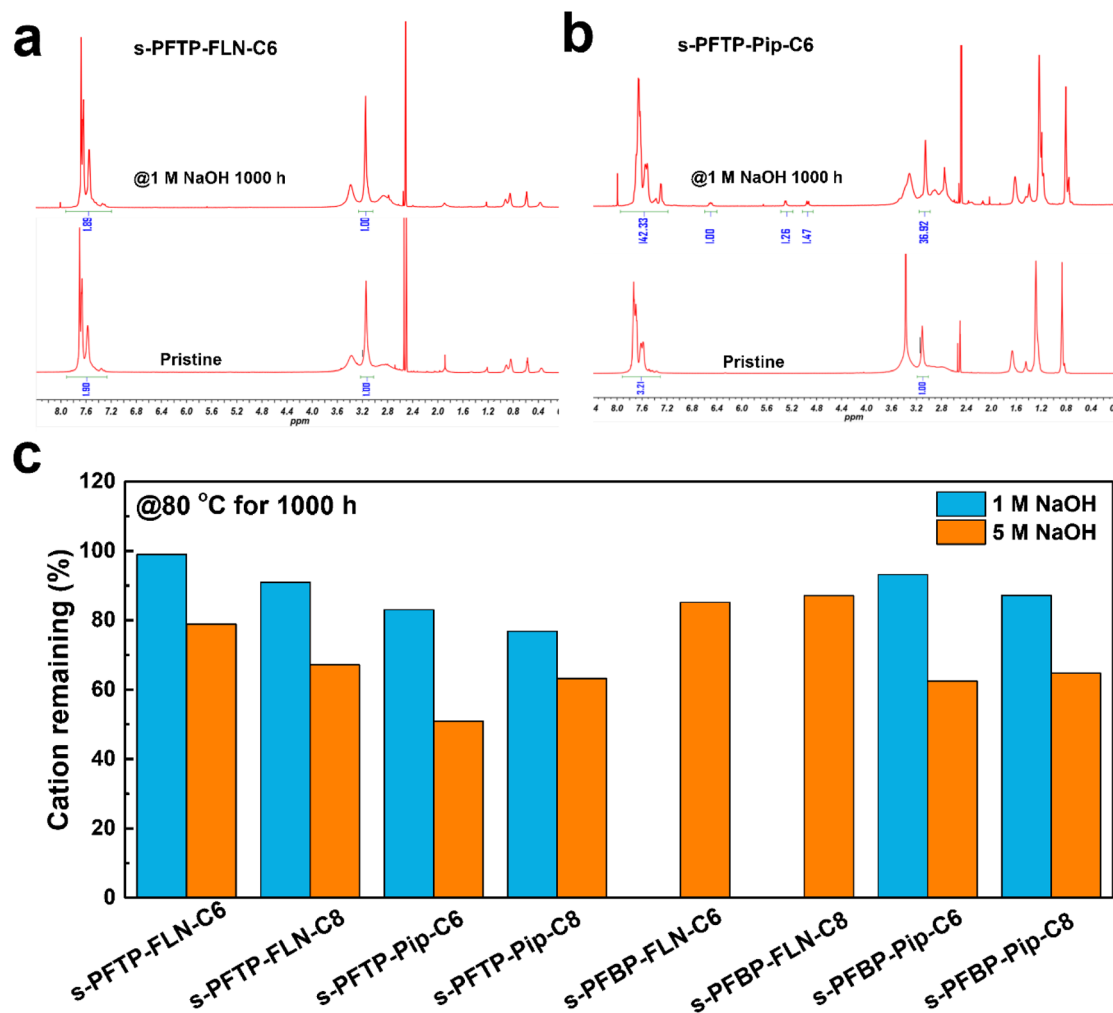 a
s-PFTP-FLN-C6
@1 M NaOH 1000 h
1.89
1.00
Pristine
1.90
1.00
8.0 7.6 7.2 6.8 6.4 6.0 5.6 5.2 4.8 4.4 4.0 3.6 3.2 2.8 2.4 2.0 1.6 1.2 0.8 0.4 0
ppm
b
s-PFTP-Pip-C6
@1 M NaOH 1000 h
142.33
1.00
1.26
1.47
36.92
Pristine
3.21
1.00
4 8.0 7.6 7.2 6.8 6.4 6.0 5.6 5.2 4.8 4.4 4.0 3.6 3.2 2.8 2.4 2.0 1.6 1.2 0.8 0.4 0
ppm
c
@80 °C for 1000 h
1 M NaOH
5 M NaOH
Cation remaining (%)
120
100
80
60
40
20
0
s-PFTP-FLN-C6
s-PFTP-FLN-C8
s-PFTP-Pip-C6
s-PFTP-Pip-C8
s-PFBP-FLN-C6
s-PFBP-FLN-C8
s-PFBP-Pip-C6
s-PFBP-Pip-C8